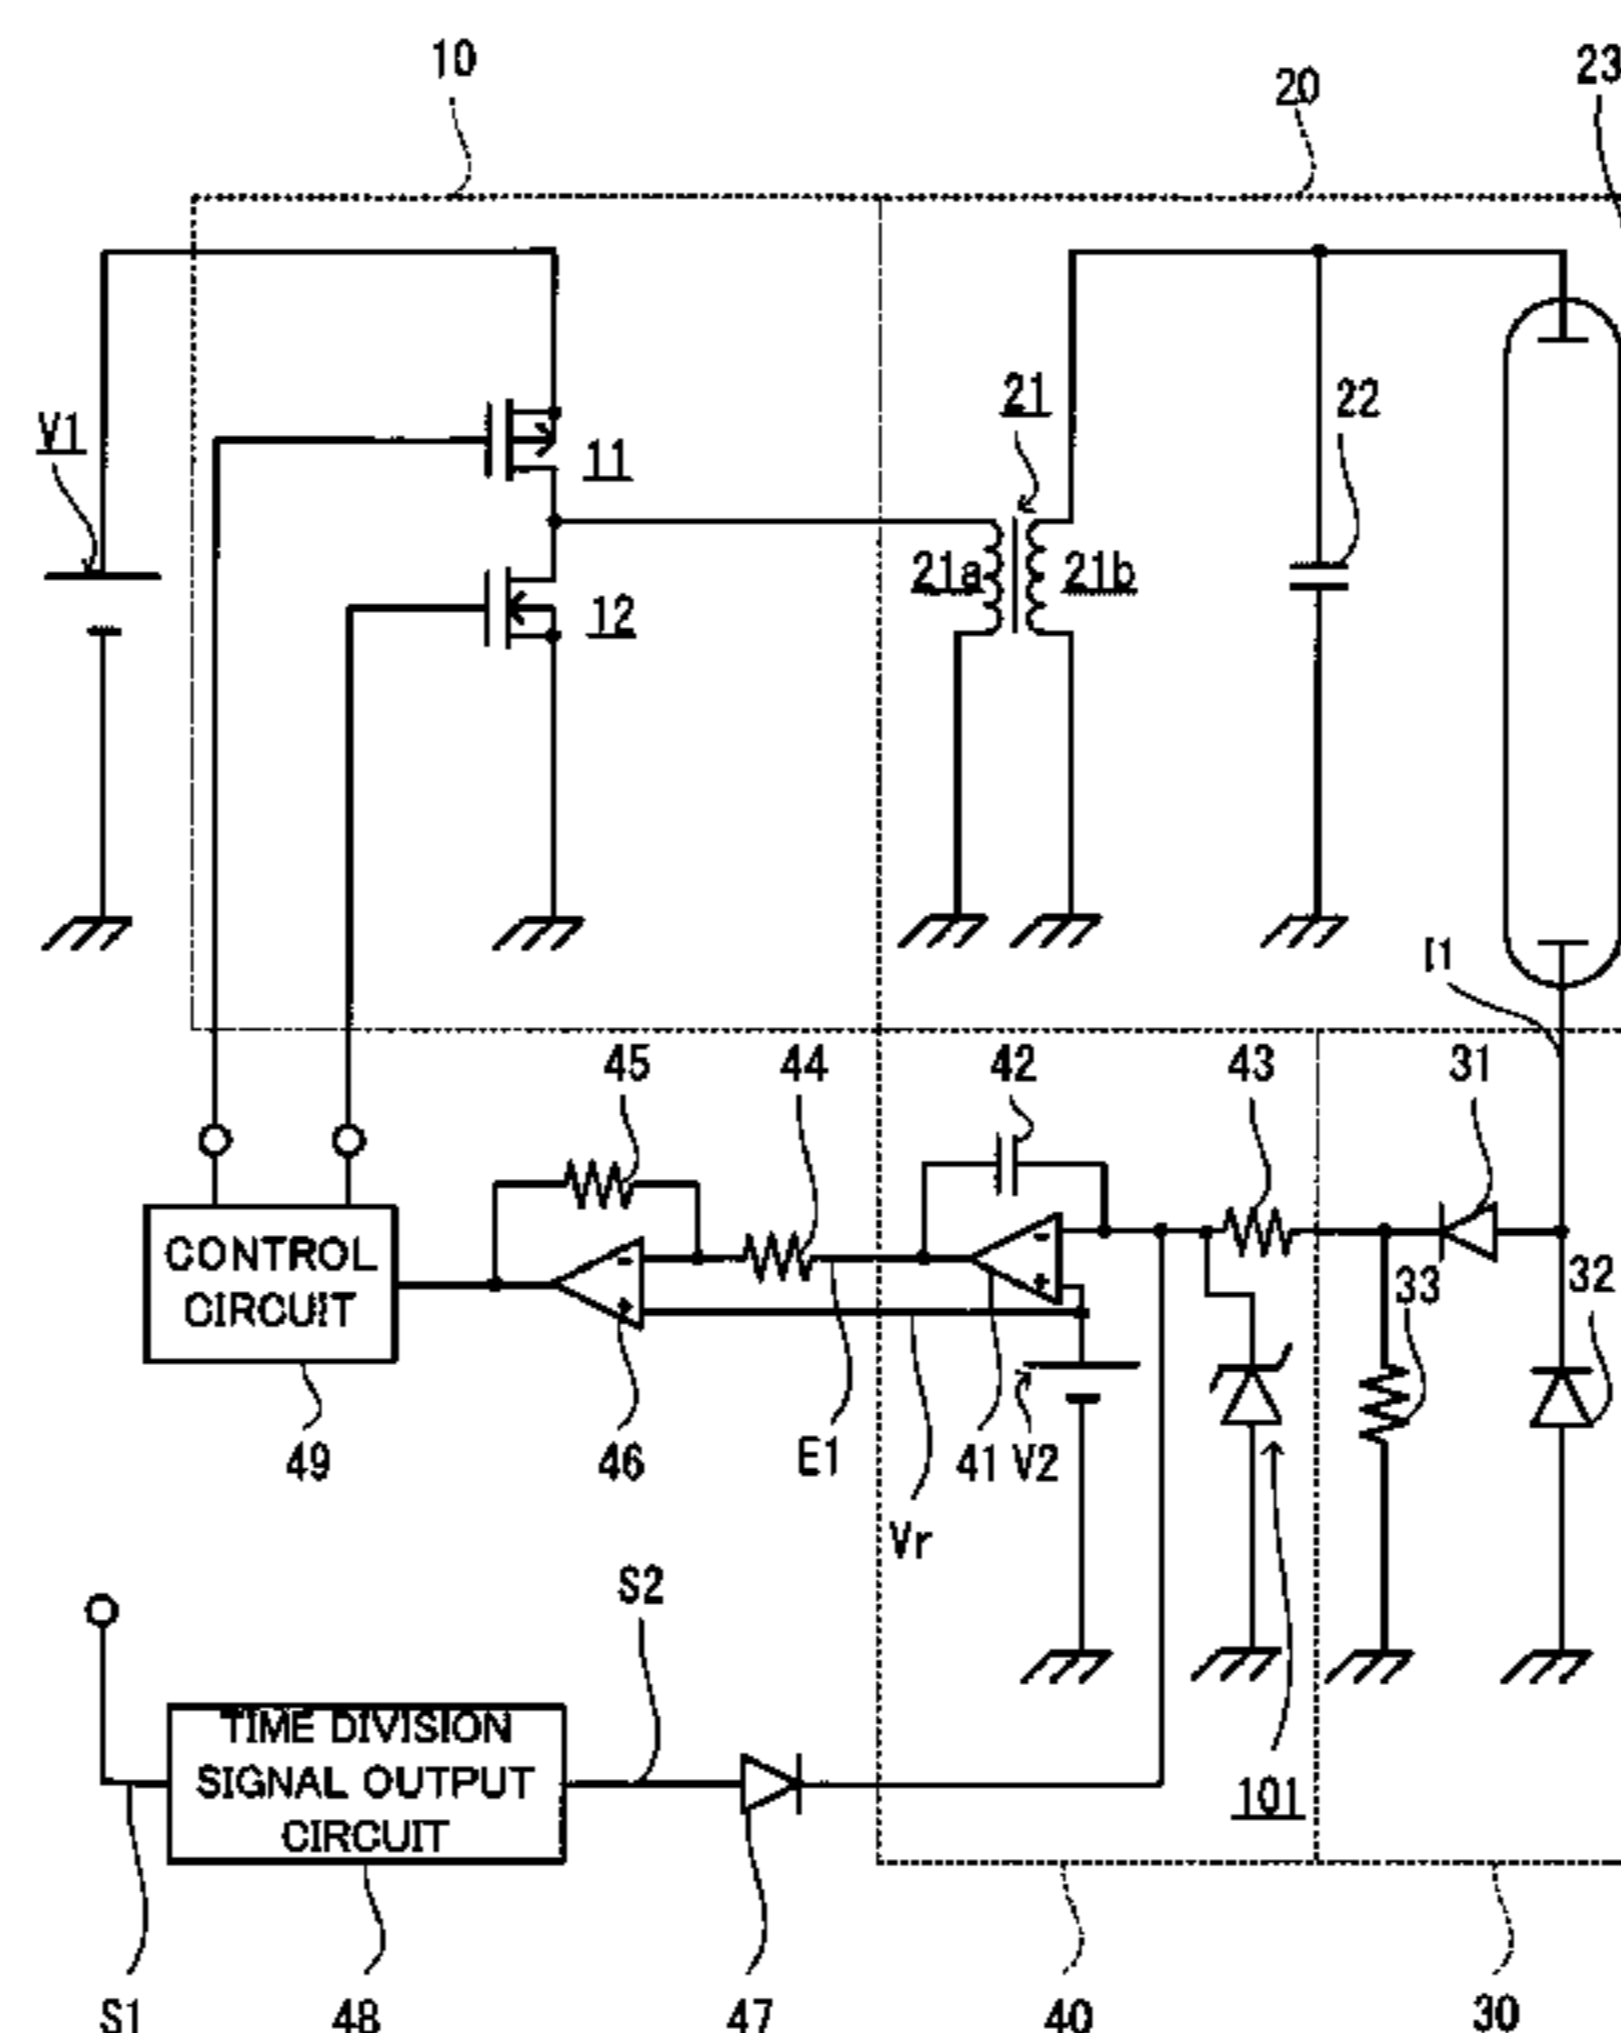 10
20
23
V1
11
12
21
21a
21b
22
I1
45
44
42
43
31
CONTROL
CIRCUIT
-
+
-
+
33
32
49
46
E1
41
V2
Vr
S2
TIME DIVISION
SIGNAL OUTPUT
CIRCUIT
101
S1
48
47
40
30